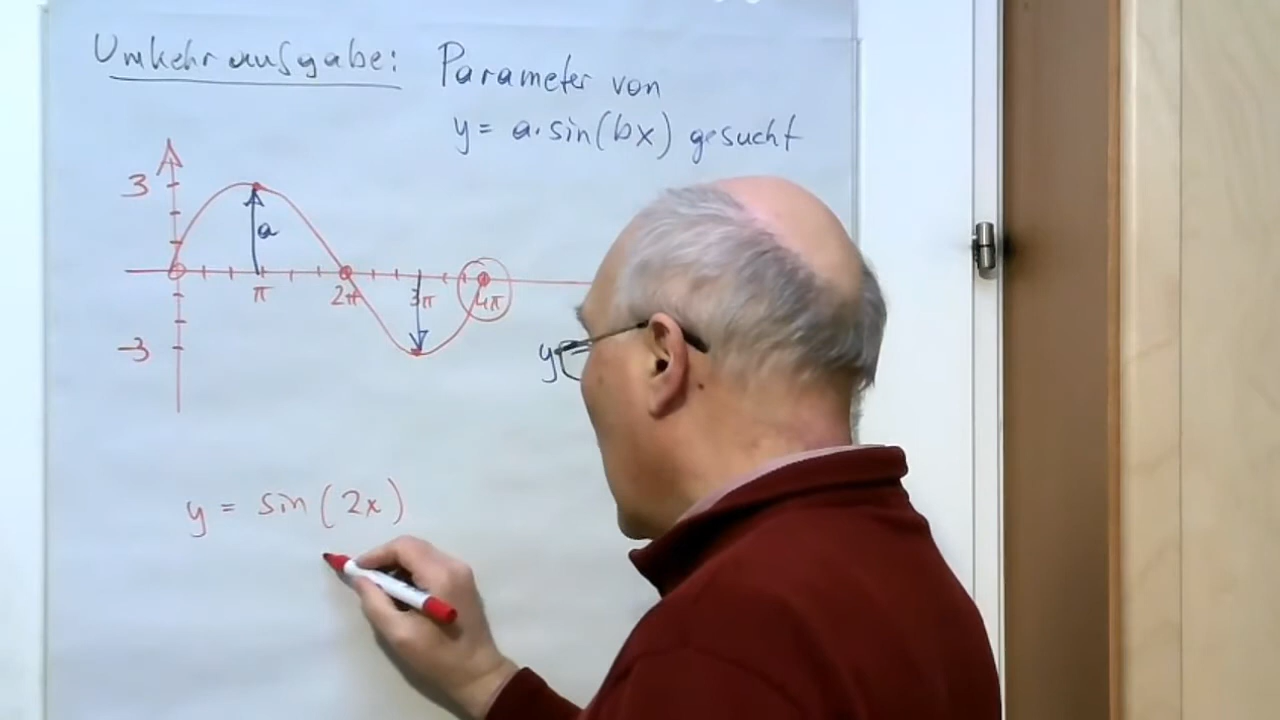 Umkehraufgabe: Parameter von
y = a·sin(bx) gesucht
3
a
π
2π
3π
4π
-3
y
y = sin(2x)